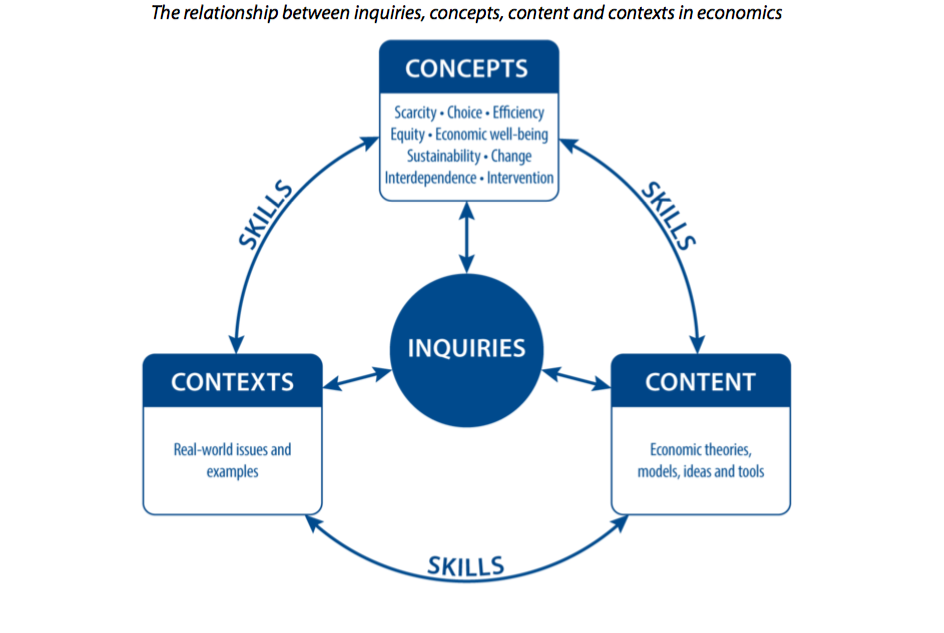 The relationship between inquiries, concepts, content and contexts in economics
CONCEPTS
Scarcity • Choice • Efficiency
Equity • Economic well-being
Sustainability • Change
Interdependence • Intervention
SKILLS
SKILLS
INQUIRIES
CONTEXTS
Real-world issues and
examples
CONTENT
Economic theories,
models, ideas and tools
SKILLS